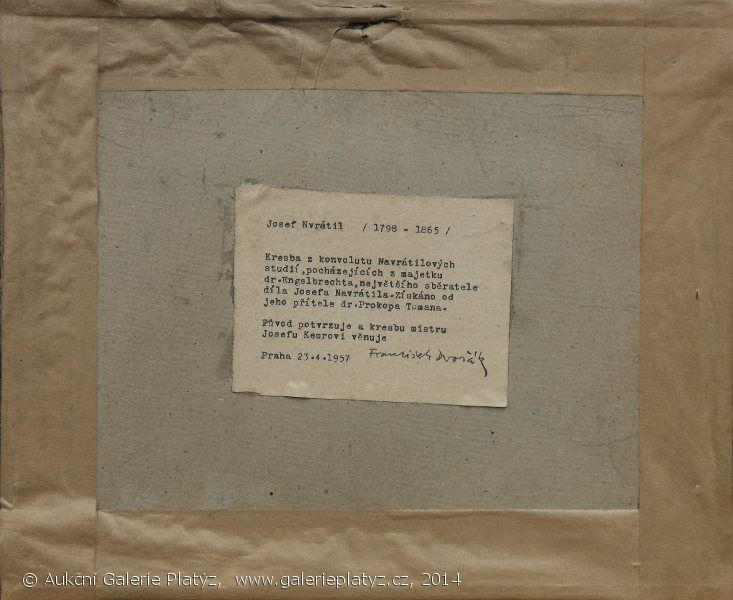 Josef Nvrátil / 1798 - 1865 /
Kresba z konvolutu Navrátilových
studií,pocházejících z majetku
dr.Engelbrechta,největšího sběratele
díla Josefa Navrátila.Získáno od
jeho přítele dr.Prokopa Tomana.
Původ potvrzuje a kresbu mistru
Josefu Kemrovi věnuje
Praha 23.4.1957 František Dvořák
© Aukční Galerie Platýz, www.galerieplatyz.cz, 2014